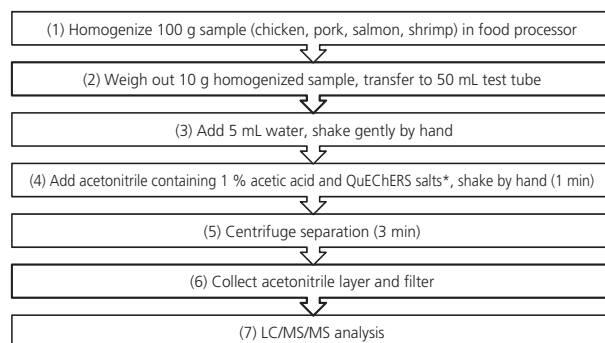 (1) Homogenize 100 g sample (chicken, pork, salmon, shrimp) in food processor
(2) Weigh out 10 g homogenized sample, transfer to 50 mL test tube
(3) Add 5 mL water, shake gently by hand
(4) Add acetonitrile containing 1 % acetic acid and QuEChERS salts*, shake by hand (1 min)
(5) Centrifuge separation (3 min)
(6) Collect acetonitrile layer and filter
(7) LC/MS/MS analysis